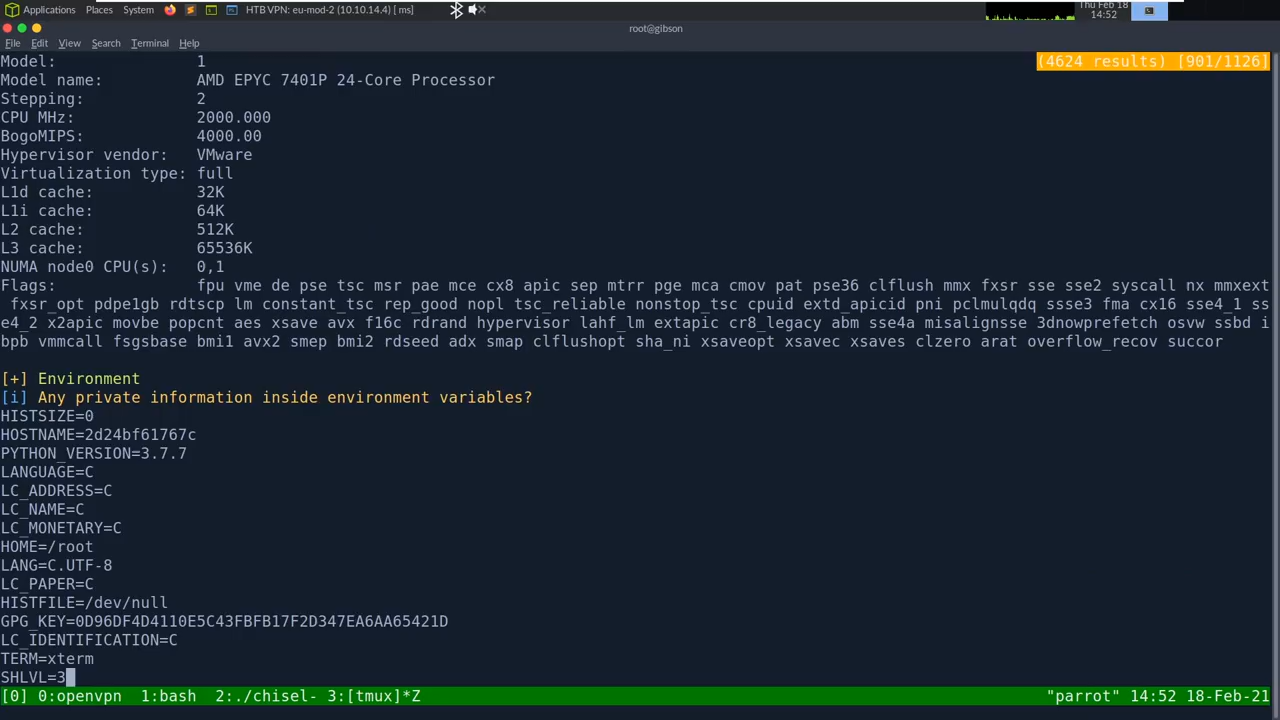 Applications Places System HTB VPN: eu-mod-2 (10.10.14.4) [ ms] Thu Feb 18
14:52
root@gibson
File Edit View Search Terminal Help
Model: 1 (4624 results) [901/1126]
Model name: AMD EPYC 7401P 24-Core Processor
Stepping: 2
CPU MHz: 2000.000
BogoMIPS: 4000.00
Hypervisor vendor: VMware
Virtualization type: full
L1d cache: 32K
L1i cache: 64K
L2 cache: 512K
L3 cache: 65536K
NUMA node0 CPU(s): 0,1
Flags: fpu vme de pse tsc msr pae mce cx8 apic sep mtrr pge mca cmov pat pse36 clflush mmx fxsr sse sse2 syscall nx mmxext
fxsr_opt pdpe1gb rdtscp lm constant_tsc rep_good nopl tsc_reliable nonstop_tsc cpuid extd_apicid pni pclmulqdq ssse3 fma cx16 sse4_1 ss
e4_2 x2apic movbe popcnt aes xsave avx f16c rdrand hypervisor lahf_lm extapic cr8_legacy abm sse4a misalignsse 3dnowprefetch osvw ssbd i
bpb vmmcall fsgsbase bmi1 avx2 smep bmi2 rdseed adx smap clflushopt sha_ni xsaveopt xsavec xsaves clzero arat overflow_recov succor
[+] Environment
[i] Any private information inside environment variables?
HISTSIZE=0
HOSTNAME=2d24bf61767c
PYTHON_VERSION=3.7.7
LANGUAGE=C
LC_ADDRESS=C
LC_NAME=C
LC_MONETARY=C
HOME=/root
LANG=C.UTF-8
LC_PAPER=C
HISTFILE=/dev/null
GPG_KEY=0D96DF4D4110E5C43FBFB17F2D347EA6AA65421D
LC_IDENTIFICATION=C
TERM=xterm
SHLVL=3
[0] 0:openvpn 1:bash 2:./chisel- 3:[tmux]*Z "parrot" 14:52 18-Feb-21